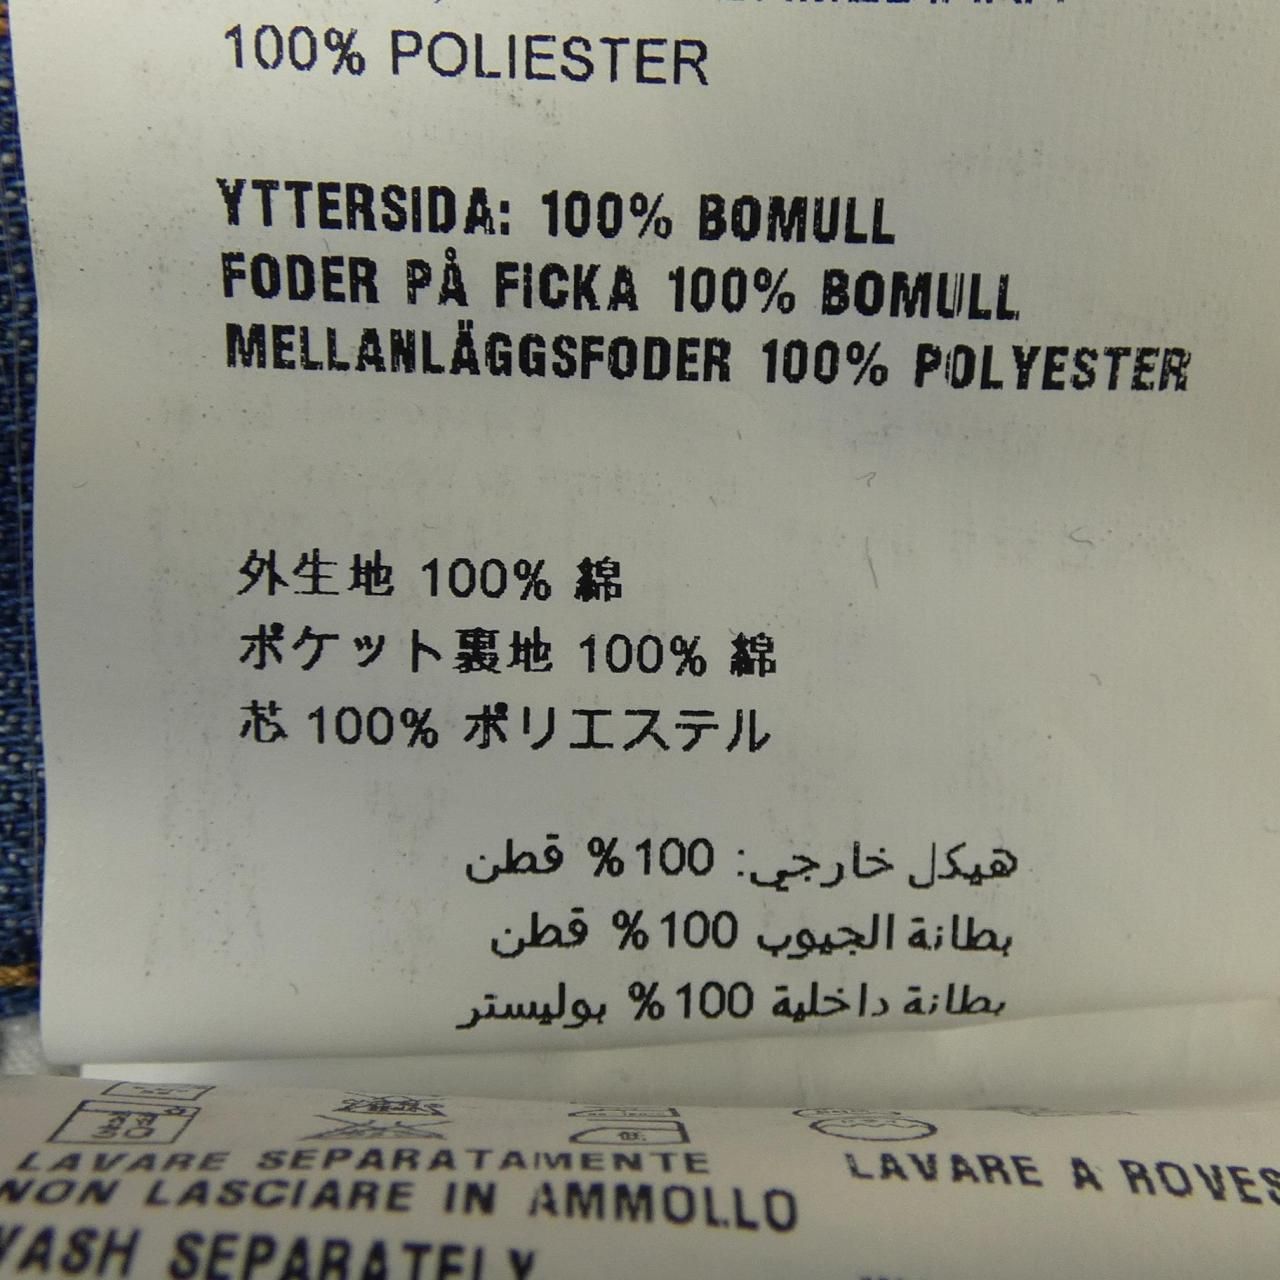 100% POLIESTER
YTTERSIDA: 100% BOMULL
FODER PÅ FICKA 100% BOMULL
MELLANLÄGGSFODER 100% POLYESTER
外生地 100% 綿
ポケット裏地 100% 綿
芯 100% ポリエステル
هيكل خارجي: 100 % قطن
بطانة الجيوب 100 % قطن
بطانة داخلية 100 % بوليستر
LAVARE SEPARATAMENTE
LAVARE A ROVES
NON LASCIARE IN AMMOLLO
WASH SEPARATELY